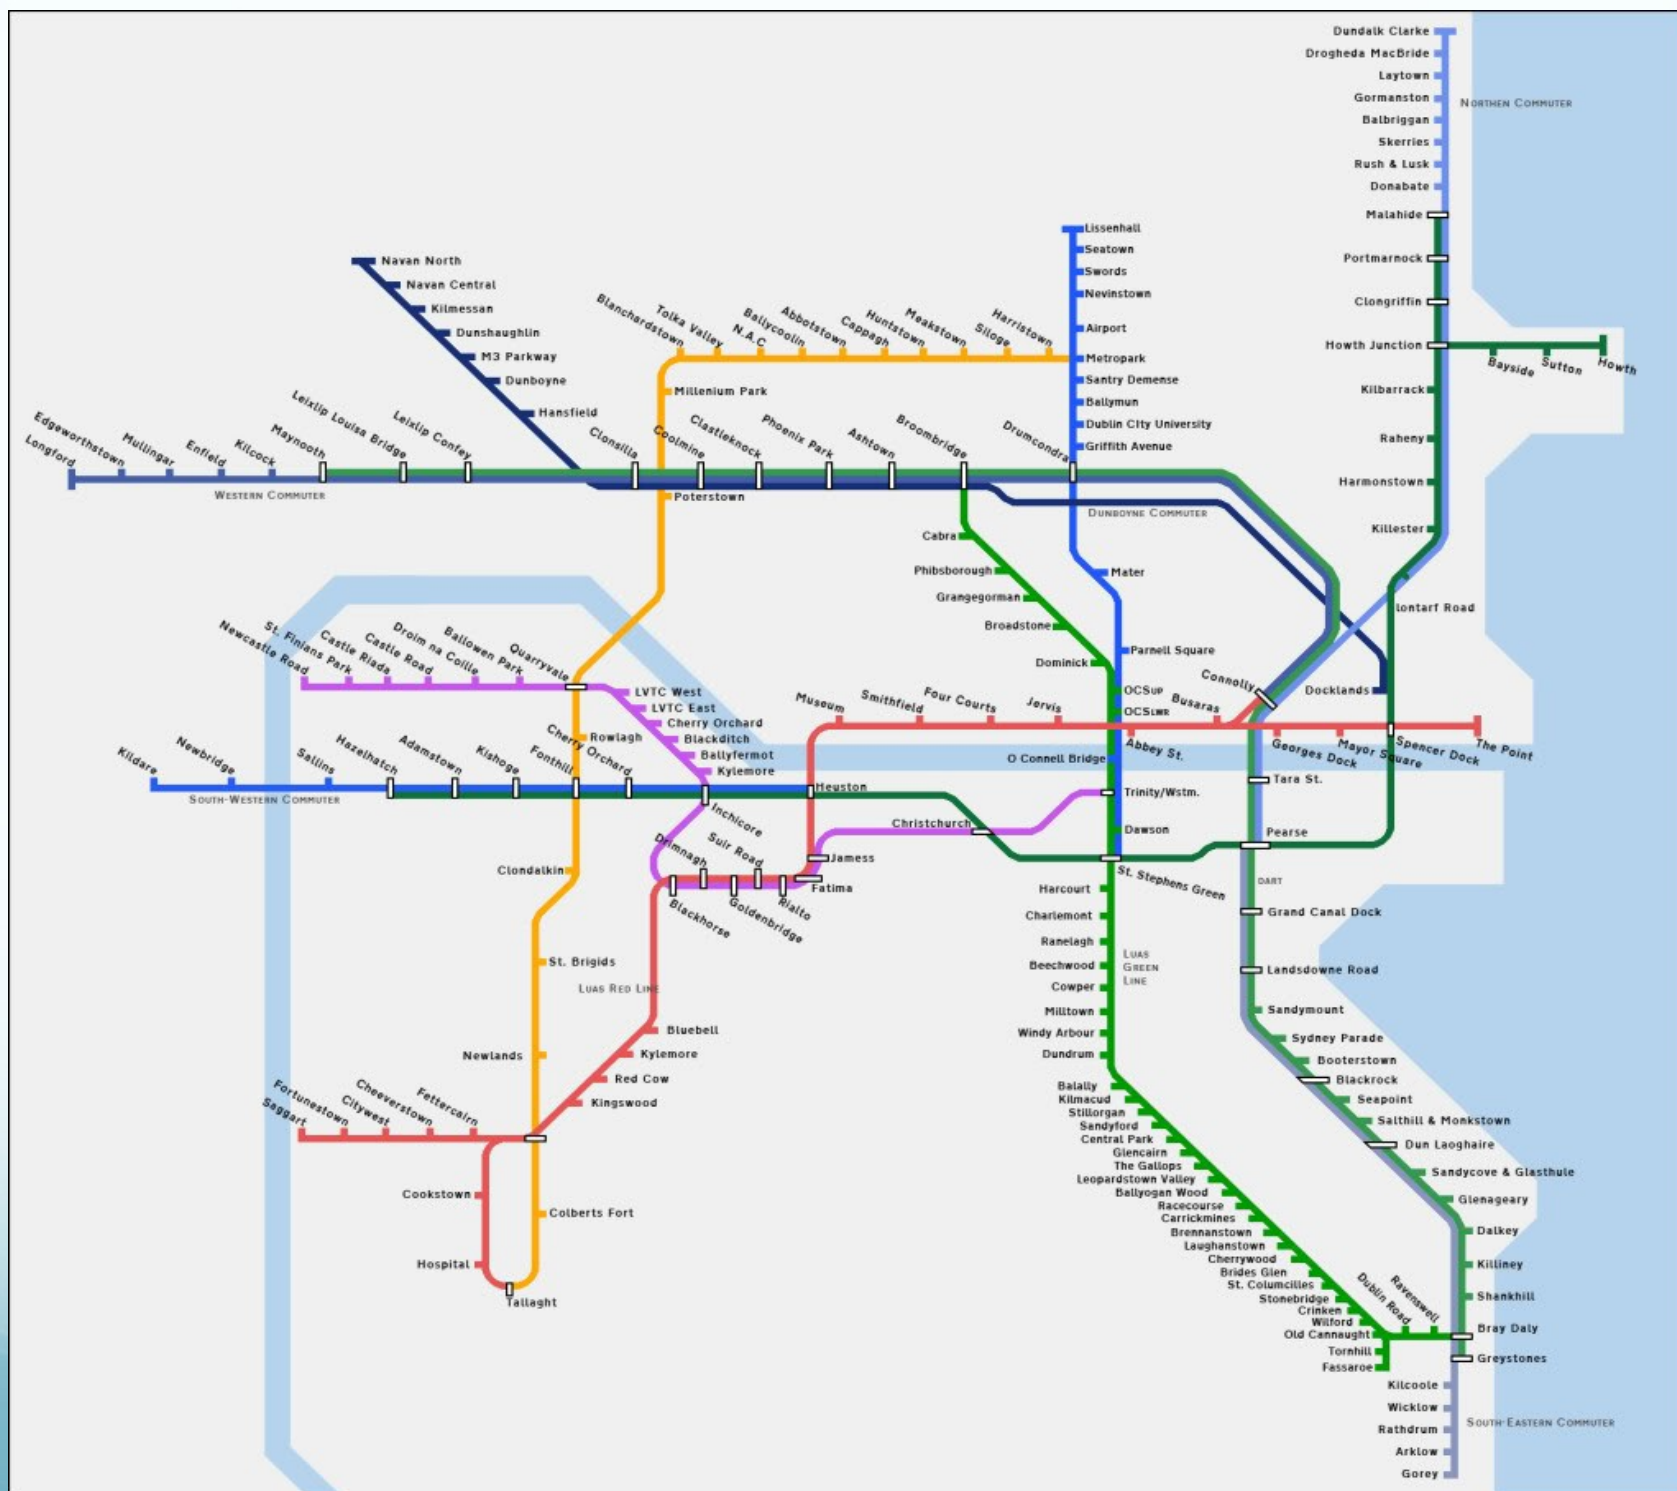 Dundalk Clarke
Drogheda MacBride
Laytown
Gormanston
Northen Commuter
Balbriggan
Skerries
Rush & Lusk
Donabate
Malahide
Portmarnock
Clongriffin
Howth Junction
Bayside
Sutton
Howth
Kilbarrack
Raheny
Harmonstown
Killester
lontarf Road
Lissenhall
Seatown
Swords
Nevinstown
Airport
Metropark
Santry Demense
Ballymun
Dublin CIty University
Griffith Avenue
Drumcondra
Mater
Parnell Square
OCSup
OCSlwr
Navan North
Navan Central
Kilmessan
Dunshaughlin
M3 Parkway
Dunboyne
Hansfield
Blanchardstown
Tolka Valley
N.A.C
Ballycoolin
Abbotstown
Cappagh
Huntstown
Meakstown
Siloge
Harristown
Millenium Park
Longford
Edgeworthstown
Mullingar
Enfield
Kilcock
Maynooth
Leixlip Louisa Bridge
Leixlip Confey
Clonsilla
Coolmine
Clastleknock
Phoenix Park
Ashtown
Broombridge
Western Commuter
Poterstown
Dunboyne Commuter
Cabra
Phibsborough
Grangegorman
Broadstone
Dominick
Newcastle Road
St. Finians Park
Castle Riada
Castle Road
Droim na Coille
Ballowen Park
Quarryvale
LVTC West
LVTC East
Cherry Orchard
Blackditch
Ballyfermot
Kylemore
Rowlagh
Museum
Smithfield
Four Courts
Jervis
Abbey St.
Busaras
Connolly
Docklands
Georges Dock
Mayor Square
Spencer Dock
The Point
Kildare
Newbridge
Sallins
Hazelhatch
Adamstown
Kishoge
Fonthill
Cherry Orchard
Inchicore
Heuston
South-Western Commuter
O Connell Bridge
Trinity/Wstm.
Tara St.
Christchurch
Dawson
Pearse
Jamess
Fatima
Drimnagh
Suir Road
Blackhorse
Goldenbridge
Rialto
St. Stephens Green
Dart
Clondalkin
St. Brigids
Luas Red Line
Newlands
Bluebell
Kylemore
Red Cow
Kingswood
Saggart
Fortunestown
Citywest
Cheeverstown
Fettercairn
Cookstown
Hospital
Tallaght
Colberts Fort
Harcourt
Charlemont
Ranelagh
Luas
Green
Line
Beechwood
Cowper
Milltown
Windy Arbour
Dundrum
Balally
Kilmacud
Stillorgan
Sandyford
Central Park
Glencairn
The Gallops
Leopardstown Valley
Ballyogan Wood
Racecourse
Carrickmines
Brennanstown
Laughanstown
Cherrywood
Brides Glen
St. Columcilles
Stonebridge
Crinken
Wilford
Old Cannaught
Tornhill
Fassaroe
Dublin Road
Ravenswell
Grand Canal Dock
Landsdowne Road
Sandymount
Sydney Parade
Booterstown
Blackrock
Seapoint
Salthill & Monkstown
Dun Laoghaire
Sandycove & Glasthule
Glenageary
Dalkey
Killiney
Shankhill
Bray Daly
Greystones
Kilcoole
Wicklow
South-Eastern Commuter
Rathdrum
Arklow
Gorey